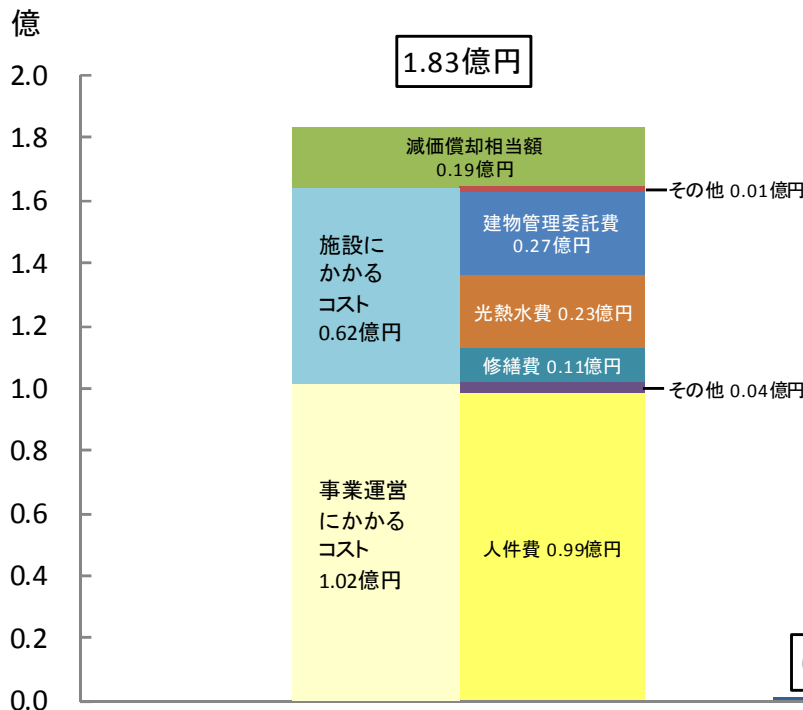 億
1.83億円
2.0
1.8
1.6
1.4
1.2
1.0
0.8
0.6
0.4
0.2
0.0
減価償却相当額
0.19億円
その他 0.01億円
建物管理委託費
0.27億円
施設に
かかる
コスト
0.62億円
光熱水費 0.23億円
修繕費 0.11億円
その他 0.04億円
事業運営
にかかる
コスト
1.02億円
人件費 0.99億円